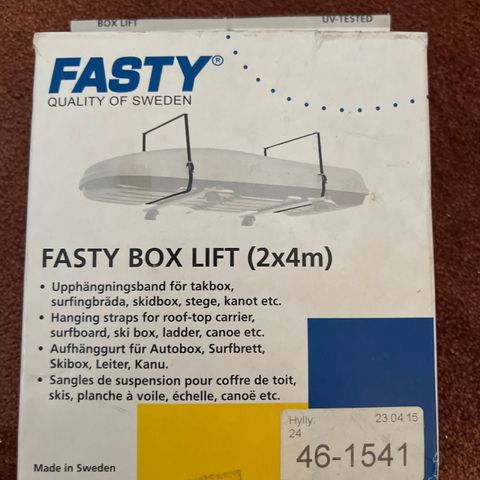 BOX LIFT UV-TESTED
FASTY®
QUALITY OF SWEDEN
FASTY BOX LIFT (2x4m)
• Upphängningsband för takbox,
surfingbräda, skidbox, stege, kanot etc.
• Hanging straps for roof-top carrier,
surfboard, ski box, ladder, canoe etc.
• Aufhänggurt für Autobox, Surfbrett,
Skibox, Leiter, Kanu.
• Sangles de suspension pour coffre de toit,
skis, planche à voile, échelle, canoë etc.
Hylly: 23.04.15
24
46-1541
Made in Sweden